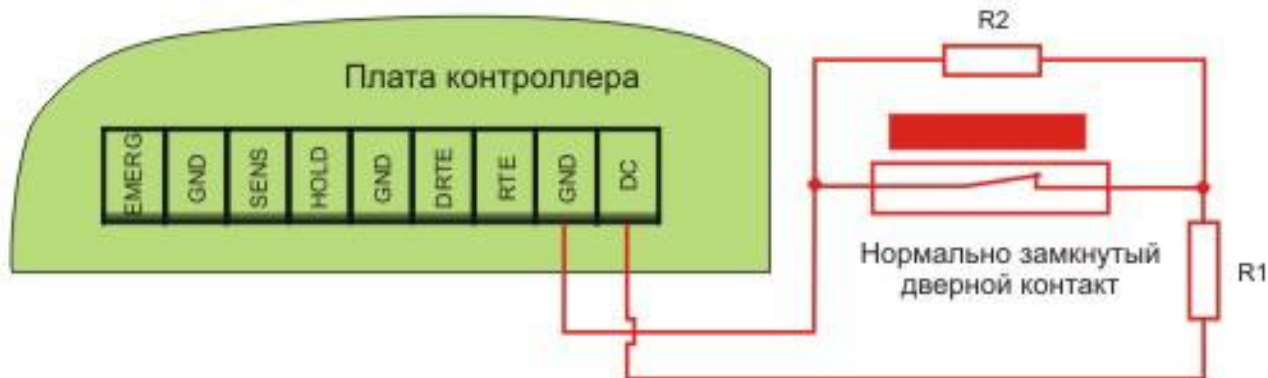 R2
Плата контроллера
EMERG
GND
SENS
HOLD
GND
DRTE
RTE
GND
DC
Нормально замкнутый
дверной контакт
R1